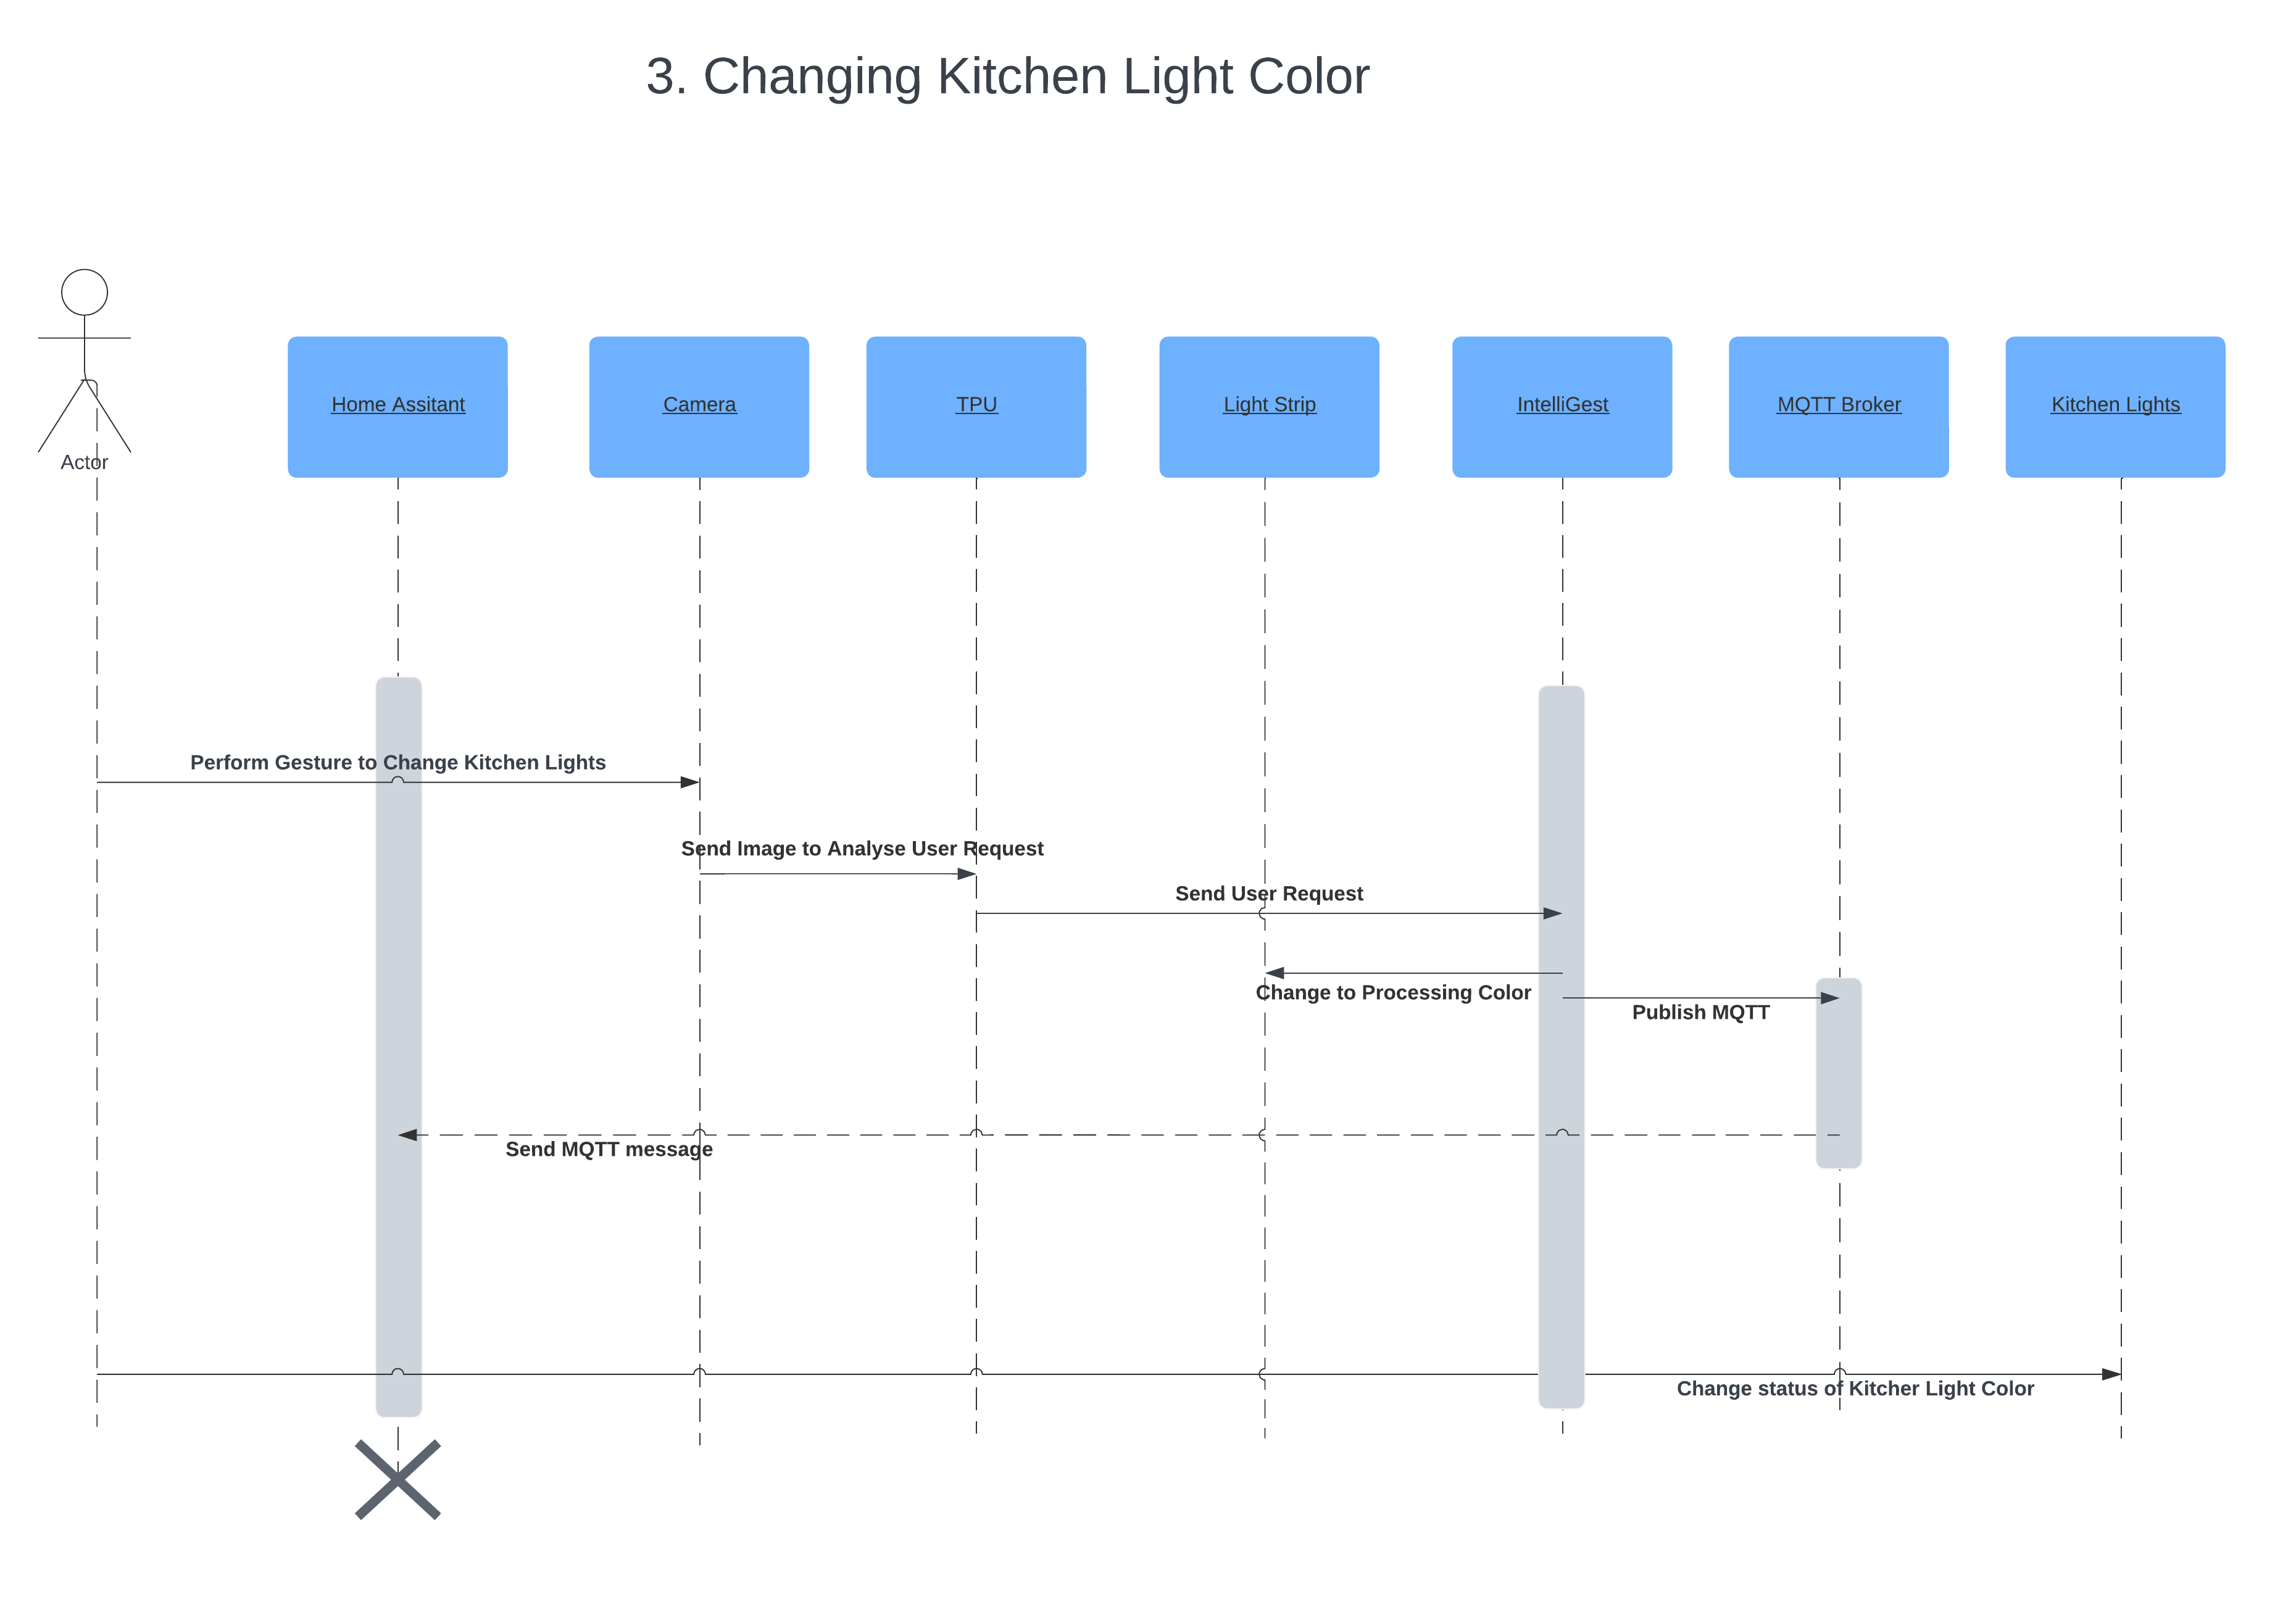 3. Changing Kitchen Light Color
Actor
Home Assitant
Camera
TPU
Light Strip
IntelliGest
MQTT Broker
Kitchen Lights
Perform Gesture to Change Kitchen Lights
Send Image to Analyse User Request
Send User Request
Change to Processing Color
Publish MQTT
Send MQTT message
Change status of Kitcher Light Color